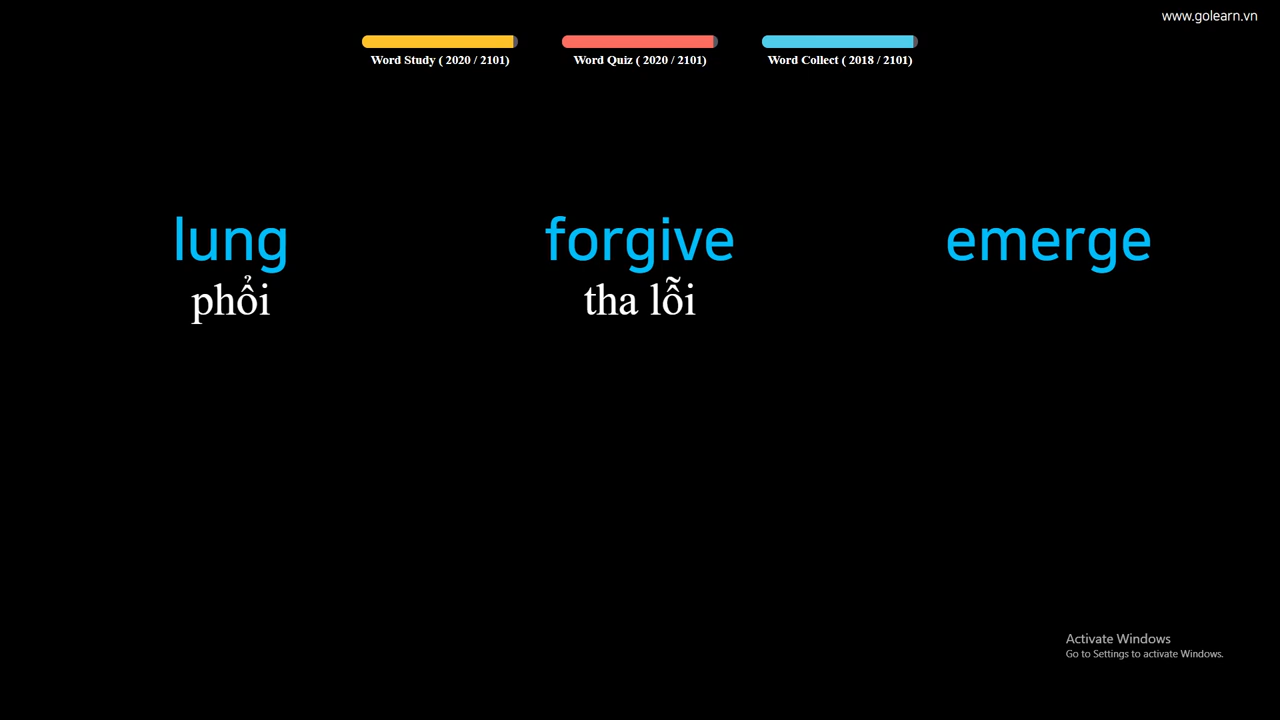 www.golearn.vn
Word Study ( 2020 / 2101)
Word Quiz ( 2020 / 2101)
Word Collect ( 2018 / 2101)
lung
phổi
forgive
tha lỗi
emerge
Activate Windows
Go to Settings to activate Windows.